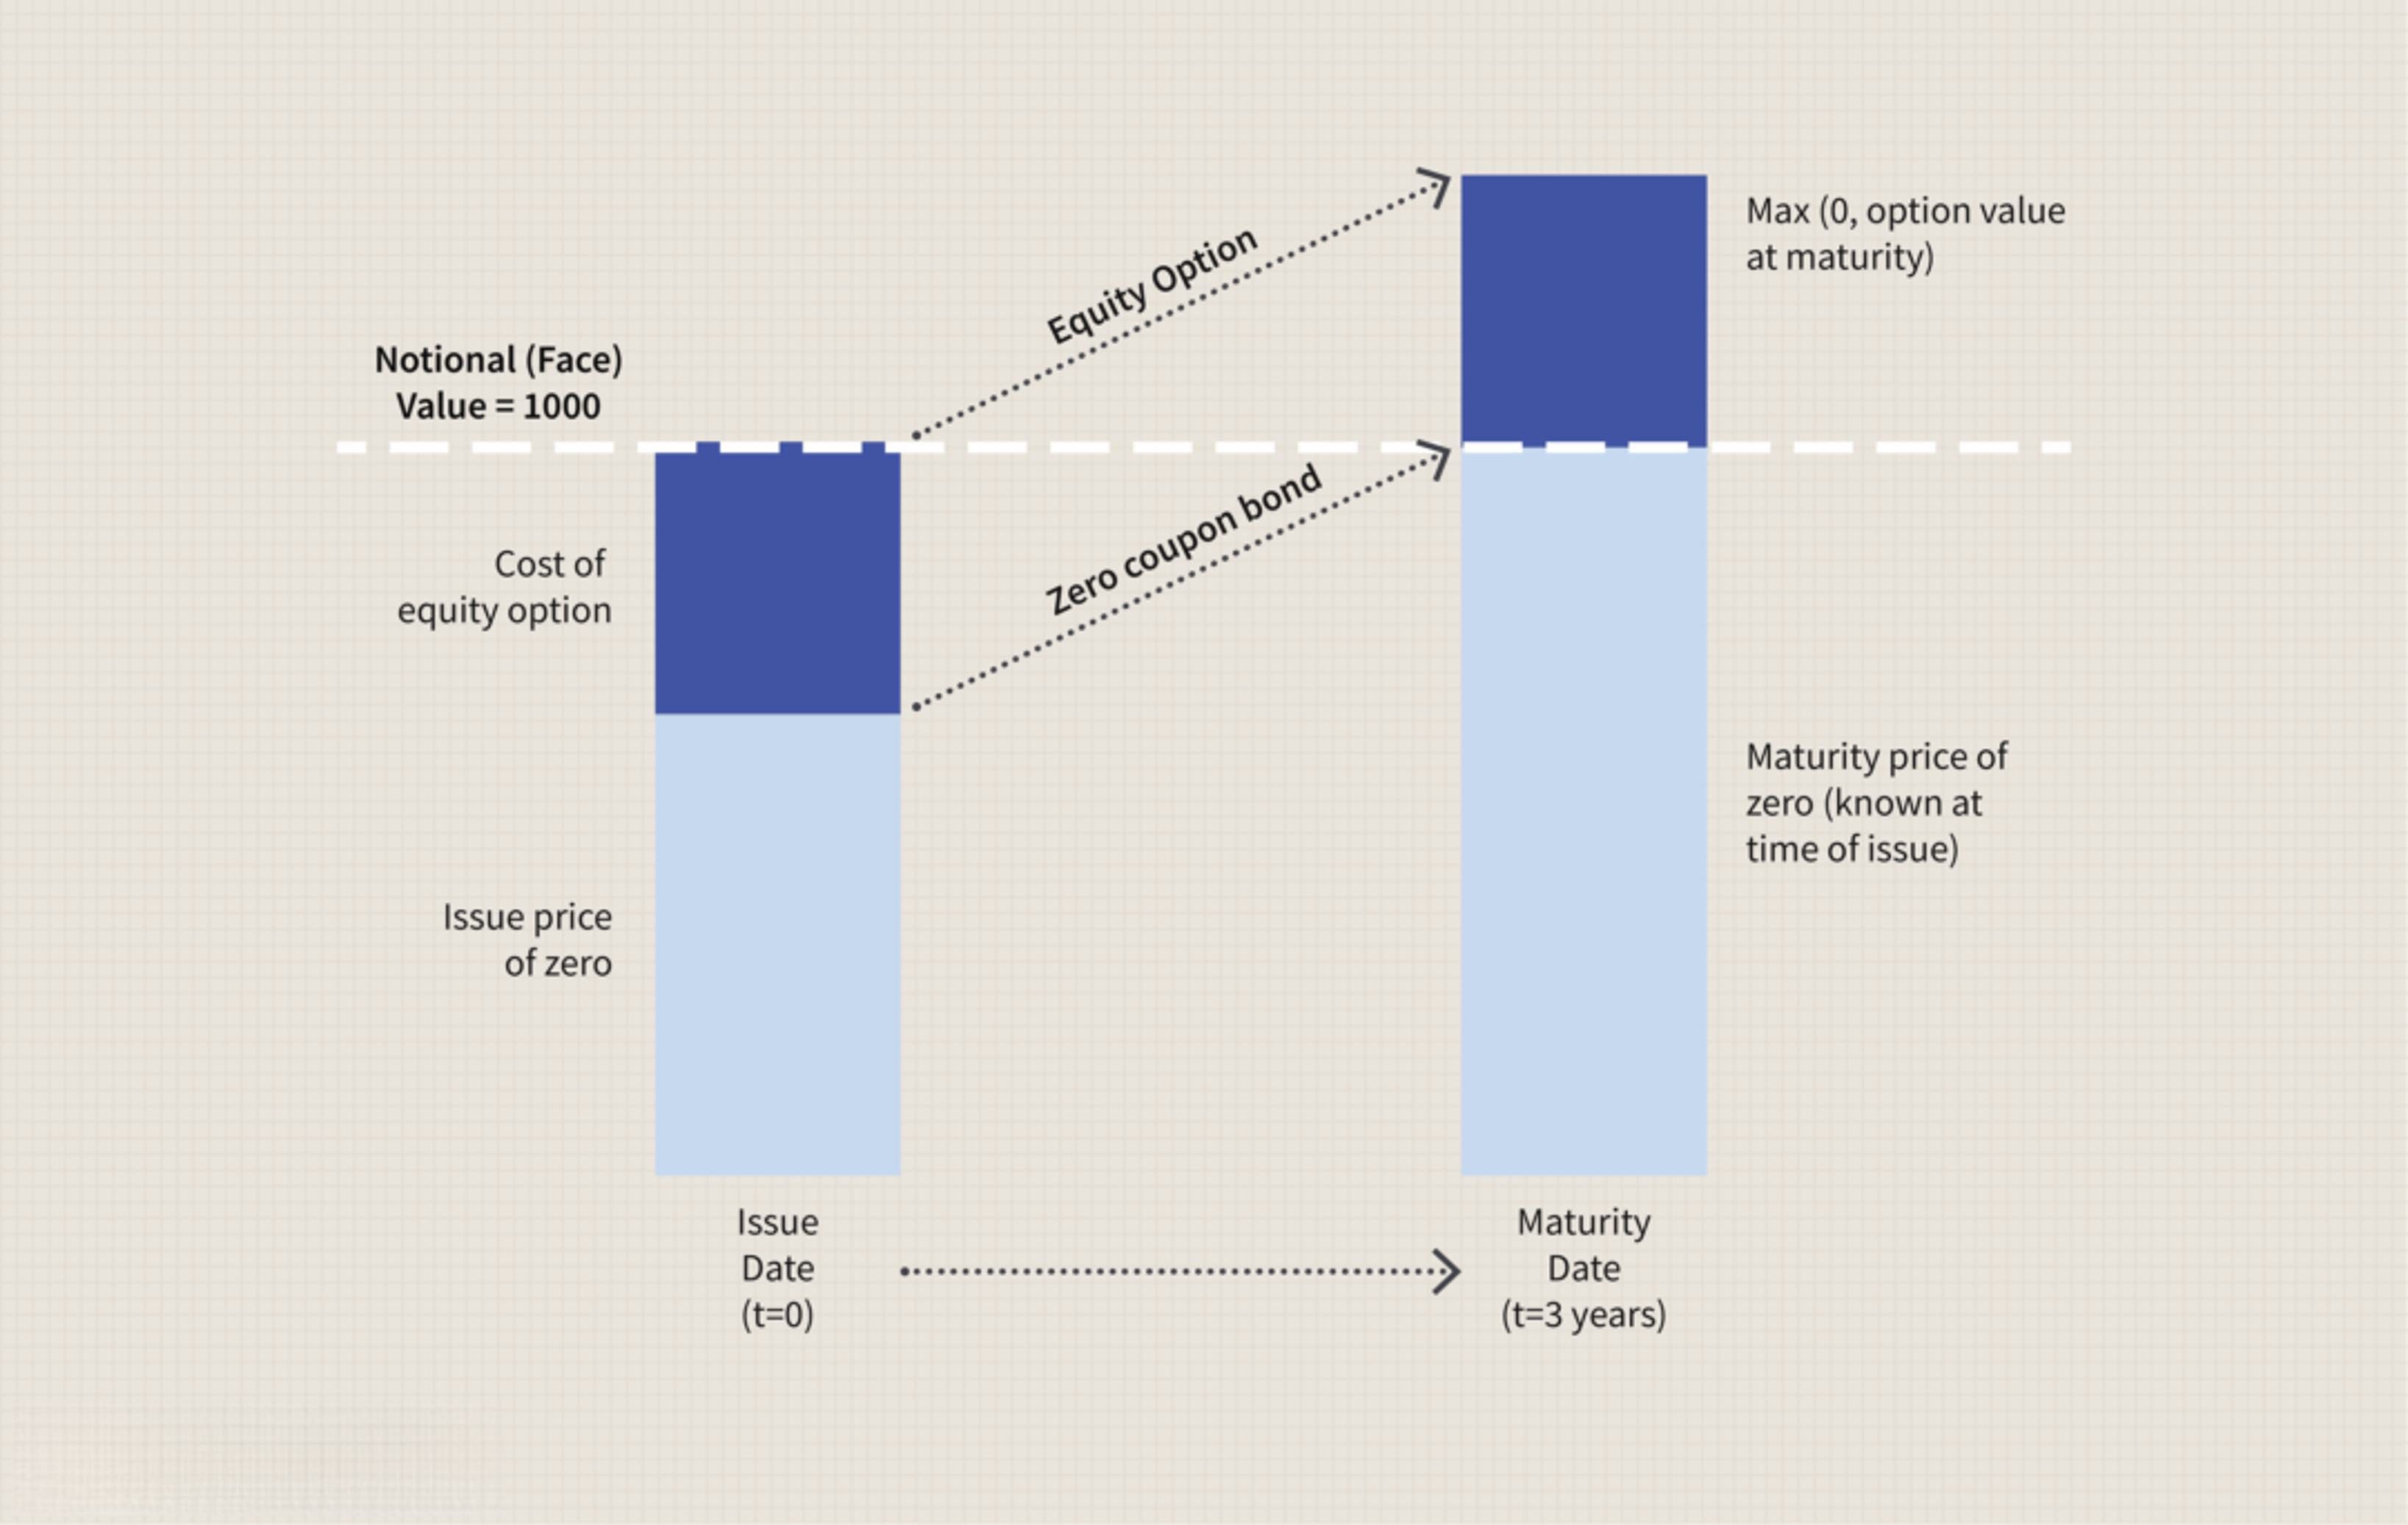 Notional (Face)
Value = 1000
Cost of
equity option
Issue price
of zero
Equity Option
Zero coupon bond
Max (0, option value
at maturity)
Maturity price of
zero (known at
time of issue)
Issue
Date
(t=0)
Maturity
Date
(t=3 years)